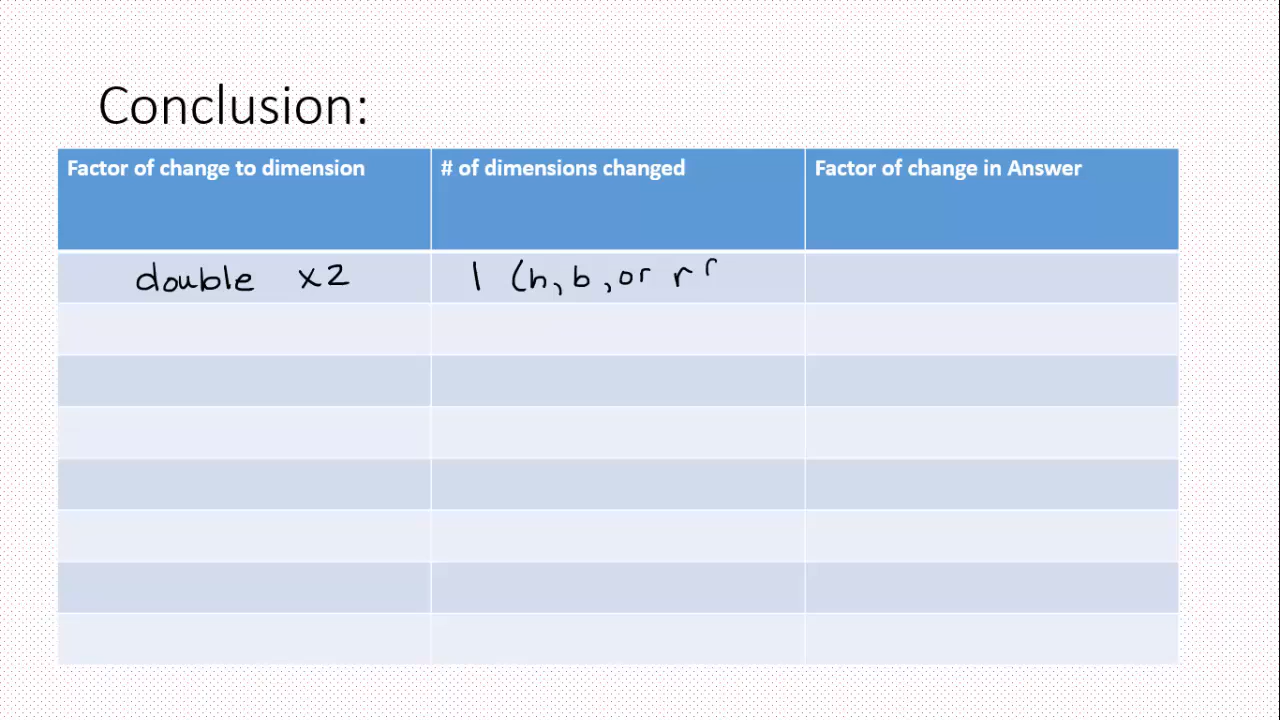 Conclusion:
Factor of change to dimension # of dimensions changed Factor of change in Answer
double x2 1 (h, b, or r